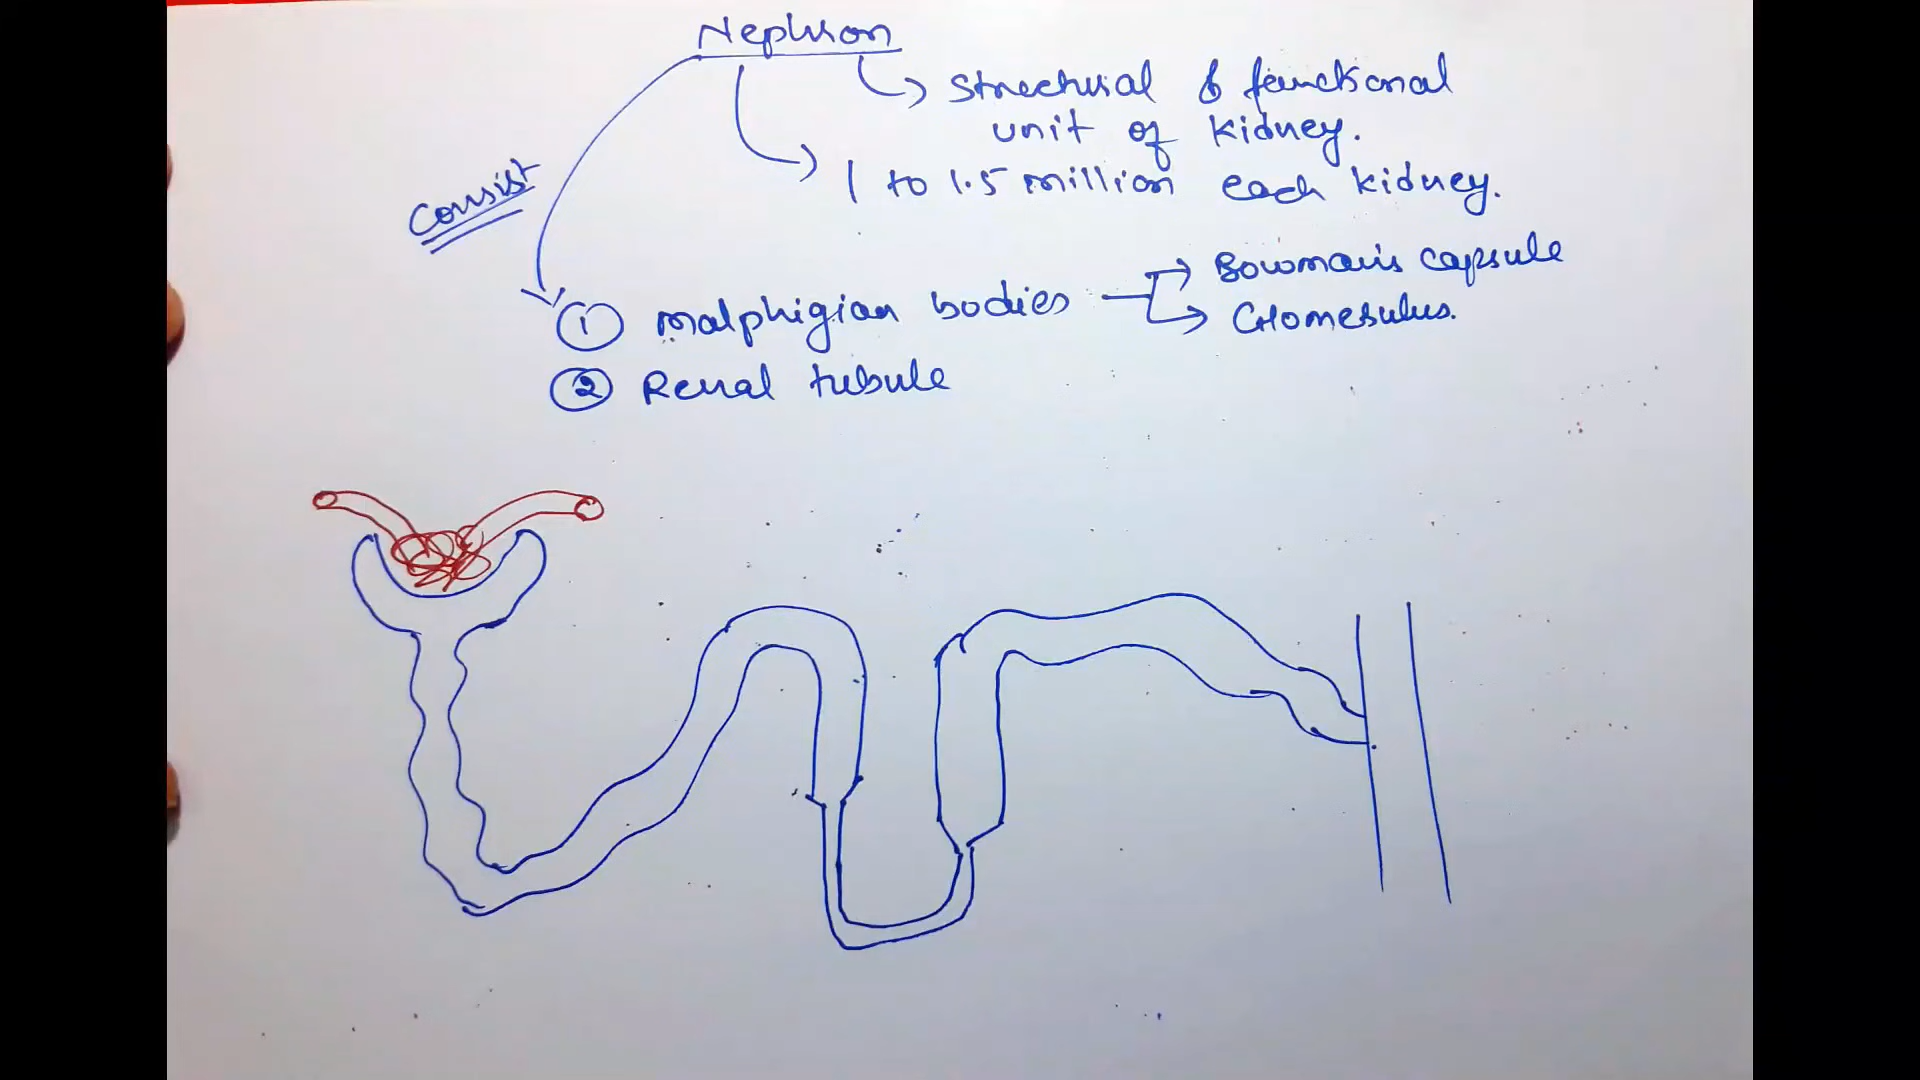 Nephron
Structural & functional
unit of kidney.
1 to 1.5 million each kidney.
Consist
① Malphigian bodies
Bowman's capsule
Glomerulus.
② Renal tubule